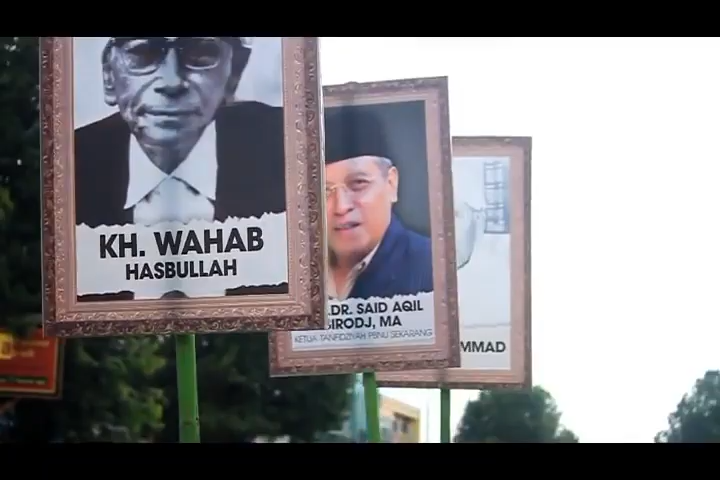 KH. WAHAB
HASBULLAH
DR. SAID AQIL
SIRODJ, MA
KETUA TANFIDZIYAH PBNU SEKARANG
MMAD